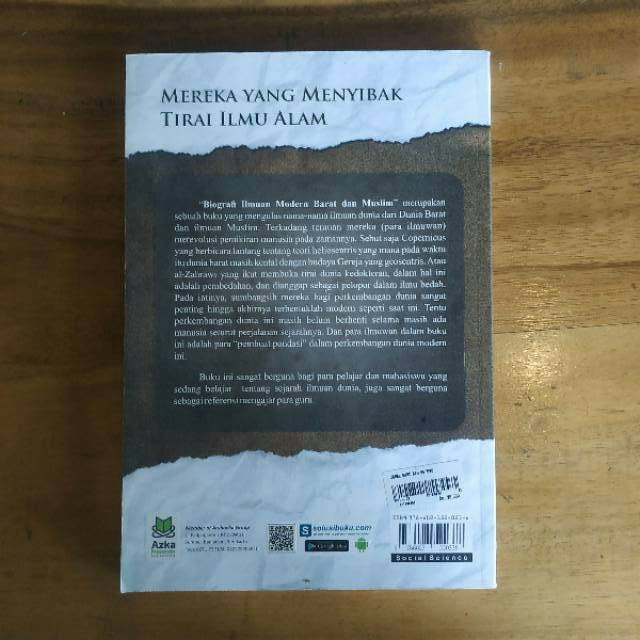 MEREKA YANG MENYIBAK
TIRAI ILMU ALAM
"Biografi Ilmuan Modern Barat dan Muslim" merupakan
sebuah buku yang mengulas nama-nama ilmuan dunia dari Dunia Barat
dan ilmuan Muslim. Terkadang temuan mereka (para ilmuwan)
merevolusi pemikiran manusia pada zamannya. Sebut saja Copernicus
yang berbicara lantang tentang teori heliosentris yang mana pada waktu
itu dunia barat masih kental dengan budaya Gereja yang geosentris. Atau
al-Zahrawi yang ikut membuka tirai dunia kedokteran, dalam hal ini
adalah pembedahan, dan dianggap sebagai pelopor dalam ilmu bedah.
Pada intinya, sumbangsih mereka bagi perkembangan dunia sangat
penting hingga akhirnya terbentuklah modern seperti saat ini. Tentu
perkembangan dunia ini masih belum berhenti selama masih ada
manusia seturut perjalanan sejarahnya. Dan para ilmuwan dalam buku
ini adalah para "pembuat pondasi" dalam perkembangan dunia modern
ini.
Buku ini sangat berguna bagi para pelajar dan mahasiswa yang
sedang belajar tentang sejarah ilmuan dunia, juga sangat berguna
sebagai referensi mengajar para guru
Azka
Member of Arshaaka Group
S solusibuku.com
Google play
ISBN
Social Science